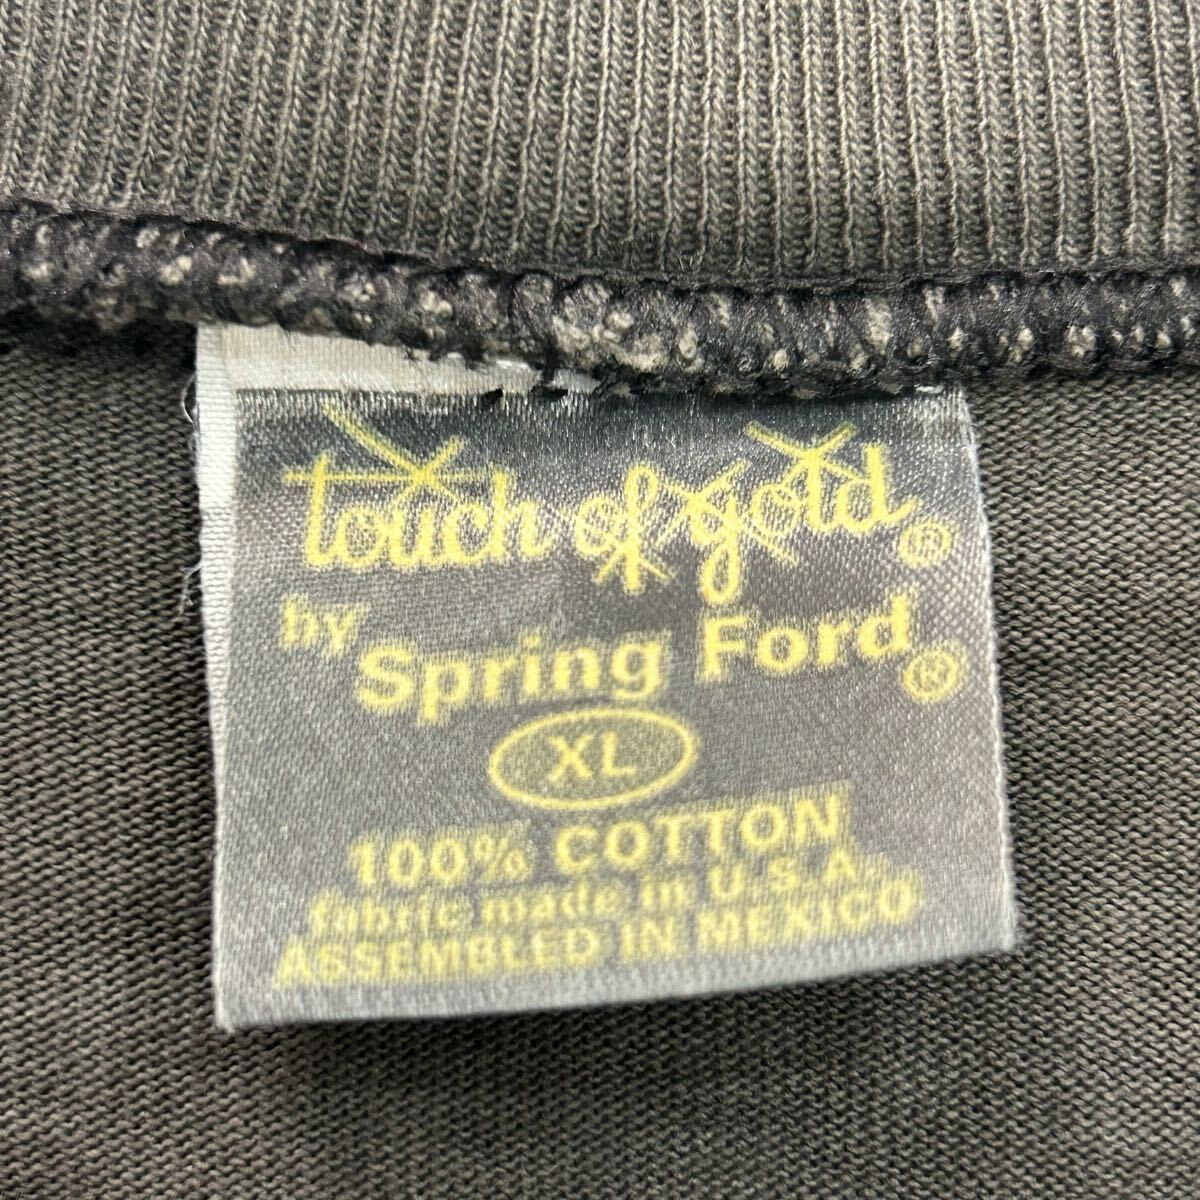 touch of gold®
by Spring Ford®
XL
100% COTTON
fabric made in U.S.A.
ASSEMBLED IN MEXICO